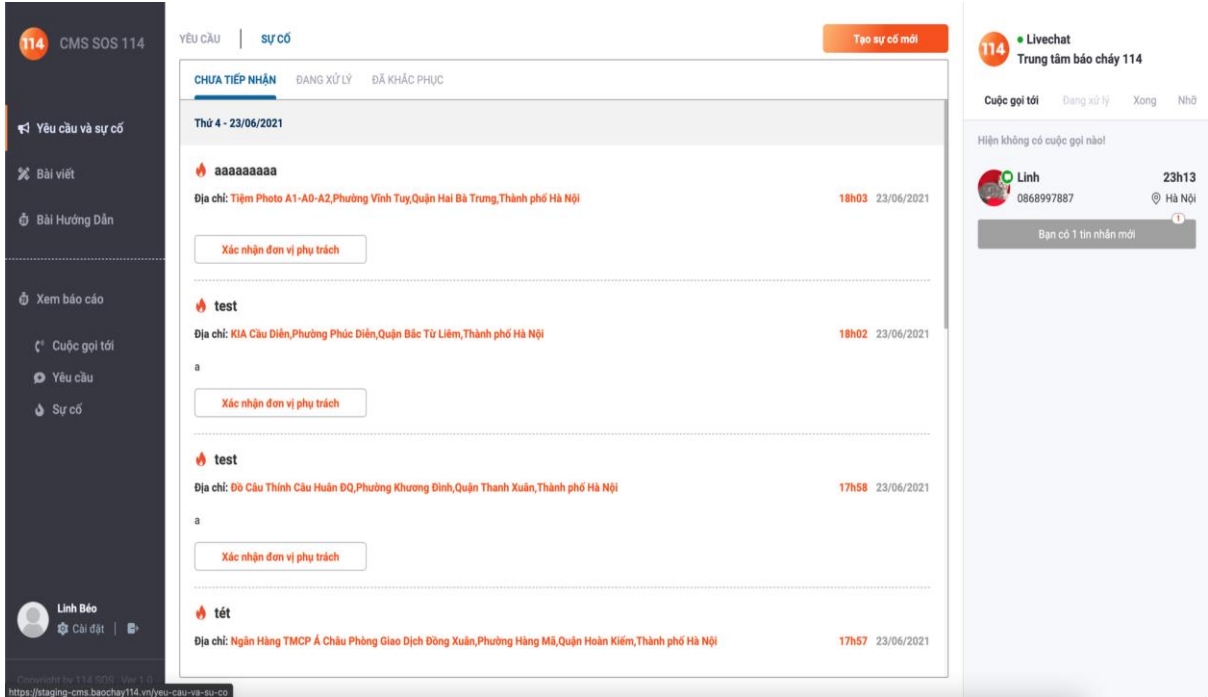 114 CMS SOS 114
Yêu cầu và sự cố
Bài viết
Bài Hướng Dẫn
Xem báo cáo
Cuộc gọi tới
Yêu cầu
Sự cố
Linh Béo
Cài đặt |
Copyright by 114 SOS . Ver 1.0
https://staging-cms.baochay114.vn/yeu-cau-va-su-co
YÊU CẦU | SỰ CỐ Tạo sự cố mới
CHƯA TIẾP NHẬN ĐANG XỬ LÝ ĐÃ KHẮC PHỤC
Thứ 4 - 23/06/2021
aaaaaaaaa
Địa chỉ: Tiệm Photo A1-A0-A2,Phường Vĩnh Tuy,Quận Hai Bà Trưng,Thành phố Hà Nội 18h03 23/06/2021
Xác nhận đơn vị phụ trách
test
Địa chỉ: KIA Cầu Diễn,Phường Phúc Diễn,Quận Bắc Từ Liêm,Thành phố Hà Nội 18h02 23/06/2021
a
Xác nhận đơn vị phụ trách
test
Địa chỉ: Đồ Câu Thính Câu Huân ĐQ,Phường Khương Đình,Quận Thanh Xuân,Thành phố Hà Nội 17h58 23/06/2021
a
Xác nhận đơn vị phụ trách
tét
Địa chỉ: Ngân Hàng TMCP Á Châu Phòng Giao Dịch Đồng Xuân,Phường Hàng Mã,Quận Hoàn Kiếm,Thành phố Hà Nội 17h57 23/06/2021
114 Livechat
Trung tâm báo cháy 114
Cuộc gọi tới Đang xử lý Xong Nhỡ
Hiện không có cuộc gọi nào!
Linh 23h13
0868997887 Hà Nội
1
Bạn có 1 tin nhắn mới